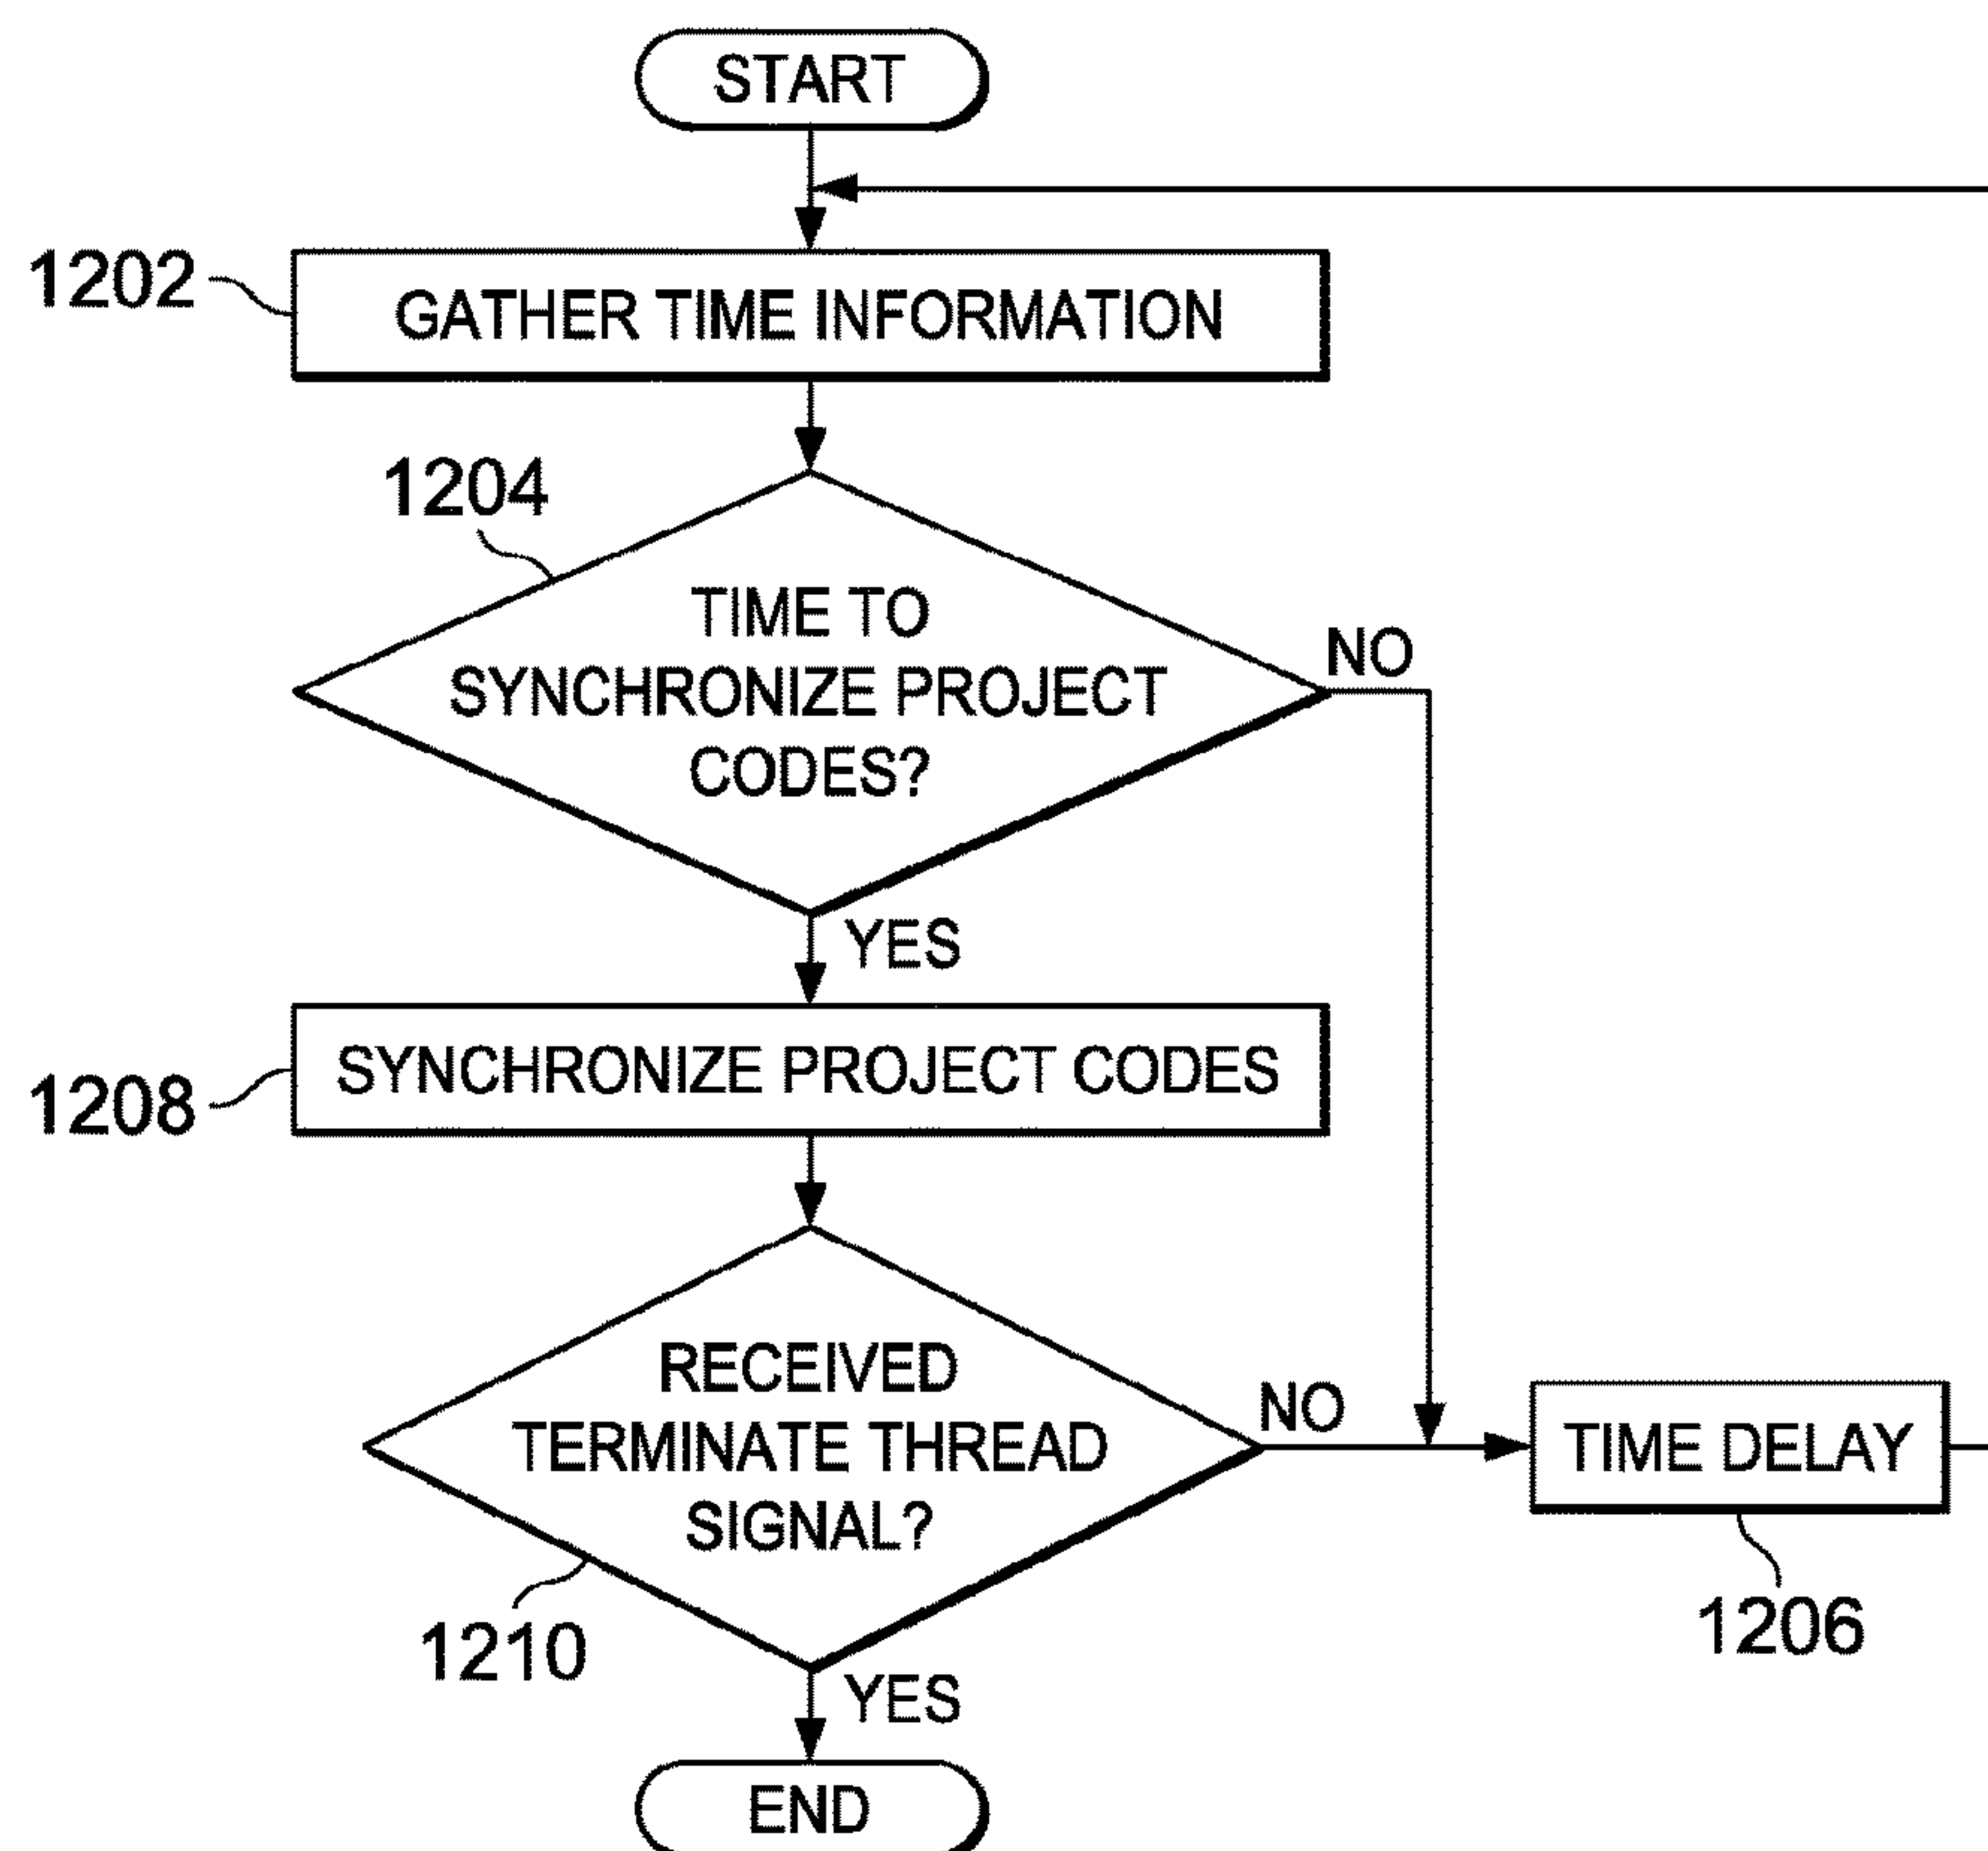 START
1202
GATHER TIME INFORMATION
1204
TIME TO
SYNCHRONIZE PROJECT
CODES?
NO
YES
1208
SYNCHRONIZE PROJECT CODES
RECEIVED
TERMINATE THREAD
SIGNAL?
NO
TIME DELAY
1210
1206
YES
END